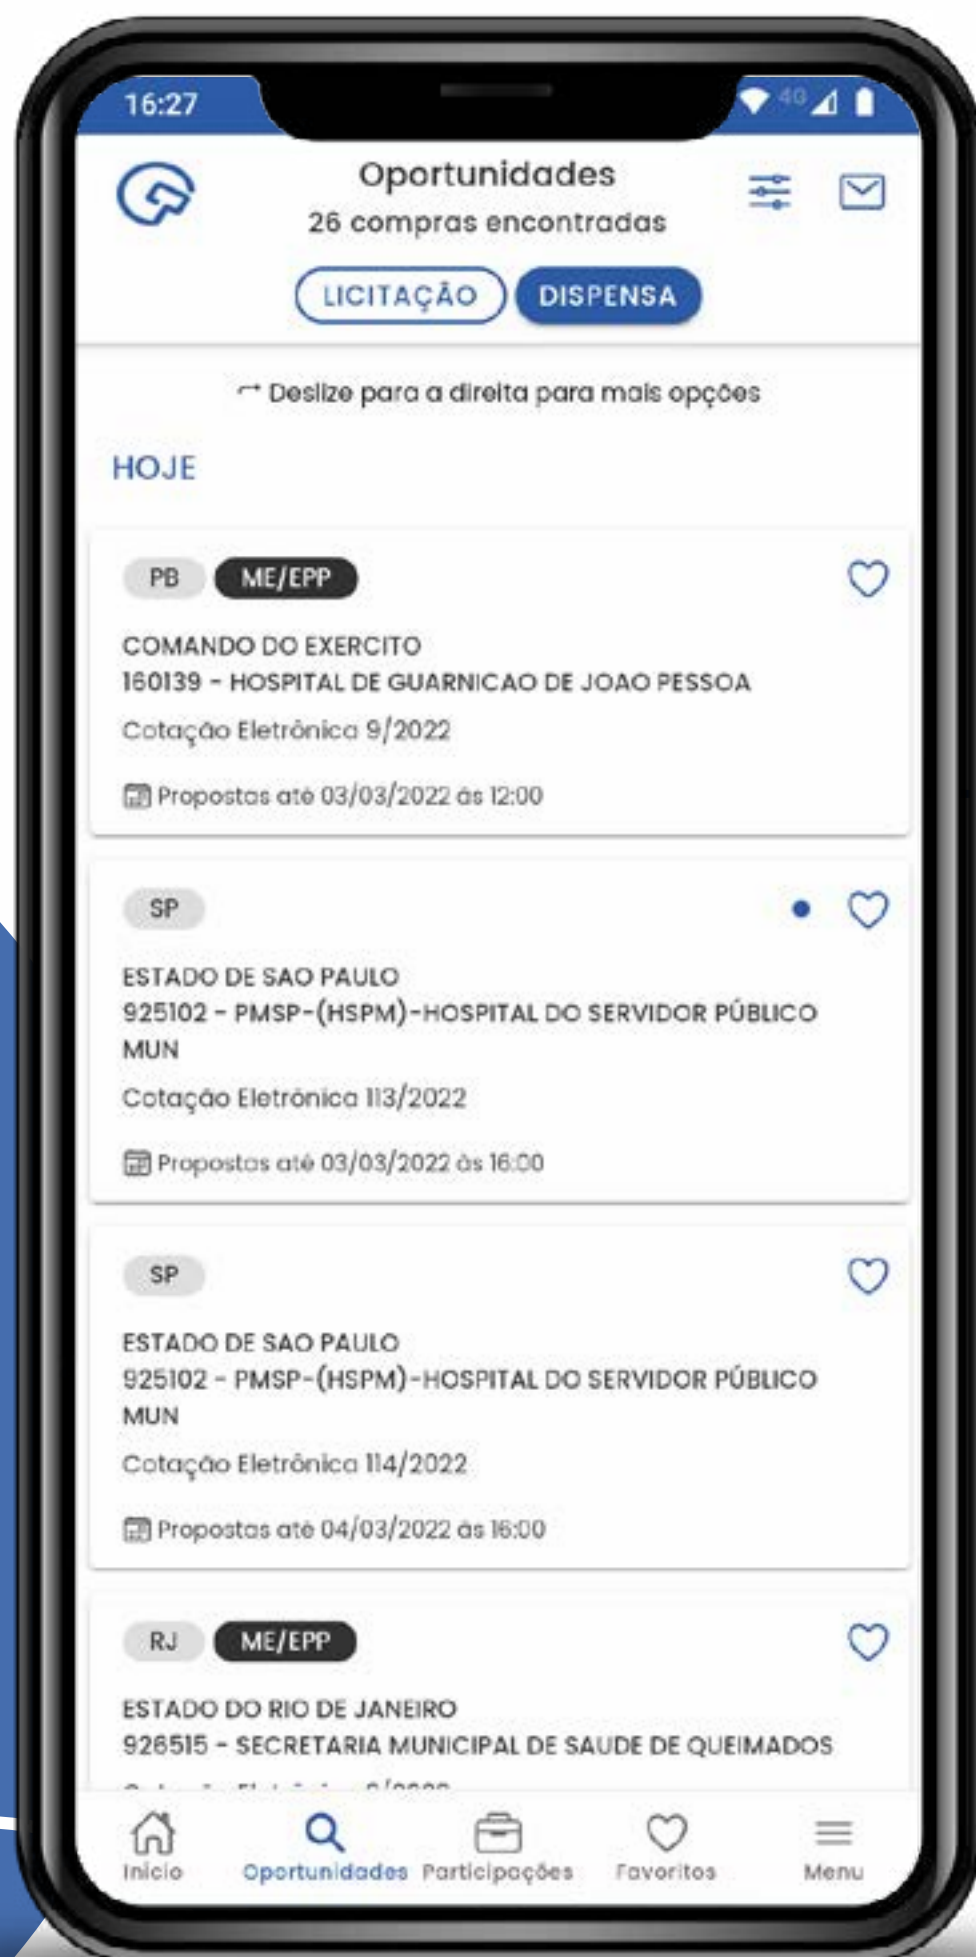 16:27
4G
Oportunidades
26 compras encontradas
LICITAÇÃO DISPENSA
Deslize para a direita para mais opções
HOJE
PB ME/EPP
COMANDO DO EXERCITO
160139 - HOSPITAL DE GUARNICAO DE JOAO PESSOA
Cotação Eletrônica 9/2022
Propostas até 03/03/2022 às 12:00
SP
ESTADO DE SAO PAULO
925102 - PMSP-(HSPM)-HOSPITAL DO SERVIDOR PÚBLICO
MUN
Cotação Eletrônica 113/2022
Propostas até 03/03/2022 às 16:00
SP
ESTADO DE SAO PAULO
925102 - PMSP-(HSPM)-HOSPITAL DO SERVIDOR PÚBLICO
MUN
Cotação Eletrônica 114/2022
Propostas até 04/03/2022 às 16:00
RJ ME/EPP
ESTADO DO RIO DE JANEIRO
926515 - SECRETARIA MUNICIPAL DE SAUDE DE QUEIMADOS
Início Oportunidades Participações Favoritos Menu